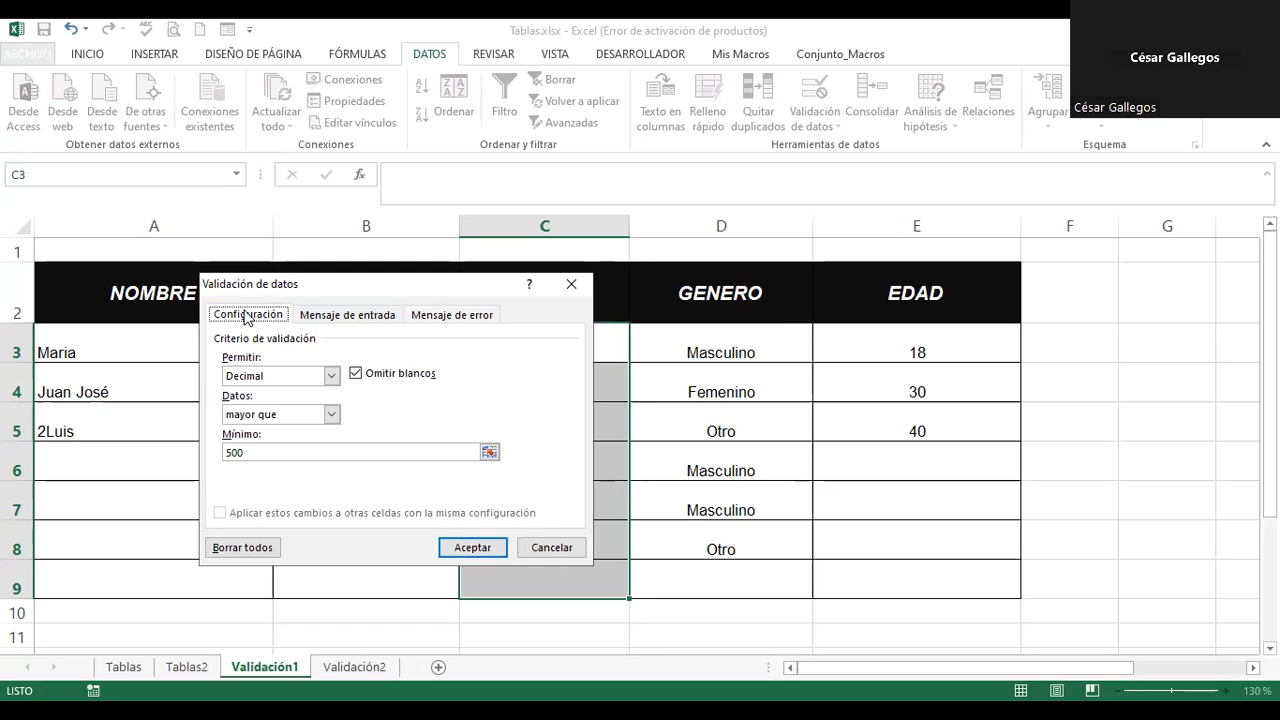 Tablas.xlsx - Excel (Error de activación de productos)
César Gallegos
César Gallegos
ARCHIVO INICIO INSERTAR DISEÑO DE PÁGINA FÓRMULAS DATOS REVISAR VISTA DESARROLLADOR Mis Macros Conjunto_Macros
Desde Access
Desde web
Desde texto
De otras fuentes
Conexiones existentes
Obtener datos externos
Actualizar todo
Conexiones
Propiedades
Editar vínculos
Conexiones
Ordenar
Filtro
Borrar
Volver a aplicar
Avanzadas
Ordenar y filtrar
Texto en columnas
Relleno rápido
Quitar duplicados
Validación de datos
Consolidar
Análisis de hipótesis
Relaciones
Herramientas de datos
Agrupar
Esquema
C3
fx
A B C D E F G
1
2 NOMBRE GENERO EDAD
3 Maria Masculino 18
4 Juan José Femenino 30
5 2Luis Otro 40
6 Masculino
7 Masculino
8 Otro
9
10
11
Validación de datos ?
Configuración Mensaje de entrada Mensaje de error
Criterio de validación
Permitir:
Decimal Omitir blancos
Datos:
mayor que
Mínimo:
500
Aplicar estos cambios a otras celdas con la misma configuración
Borrar todos Aceptar Cancelar
Tablas Tablas2 Validación1 Validación2
LISTO 130 %